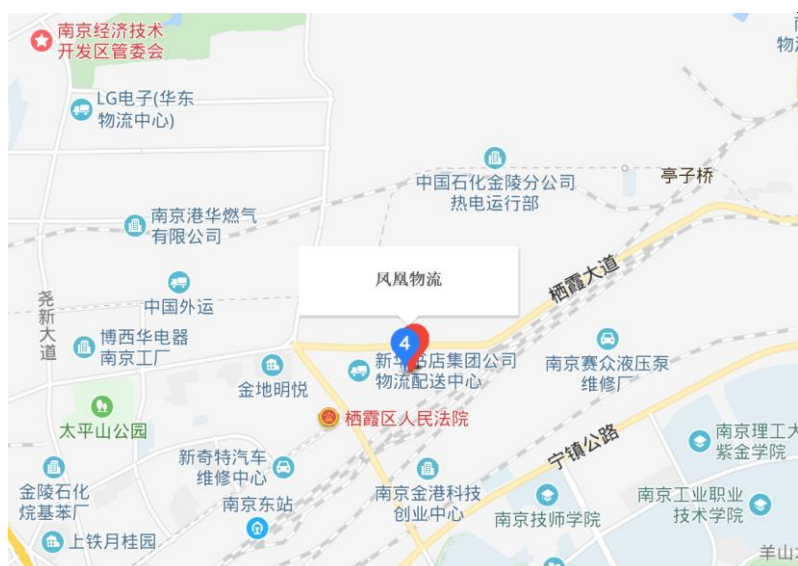 南京经济技术
开发区管委会
物流
LG电子(华东
物流中心)
中国石化金陵分公司
热电运行部
亭子桥
南京港华燃气
有限公司
凤凰物流
栖霞大道
中国外运
尧新大道
博西华电器
南京工厂
4
新华书店集团公司
物流配送中心
金地明悦
南京赛众液压泵
维修厂
太平山公园
栖霞区人民法院
宁镇公路
南京理工大
紫金学院
新奇特汽车
维修中心
金陵石化
烷基苯厂
南京东站
南京金港科技
创业中心
南京技师学院
南京工业职业
技术学院
上铁月桂园
羊山